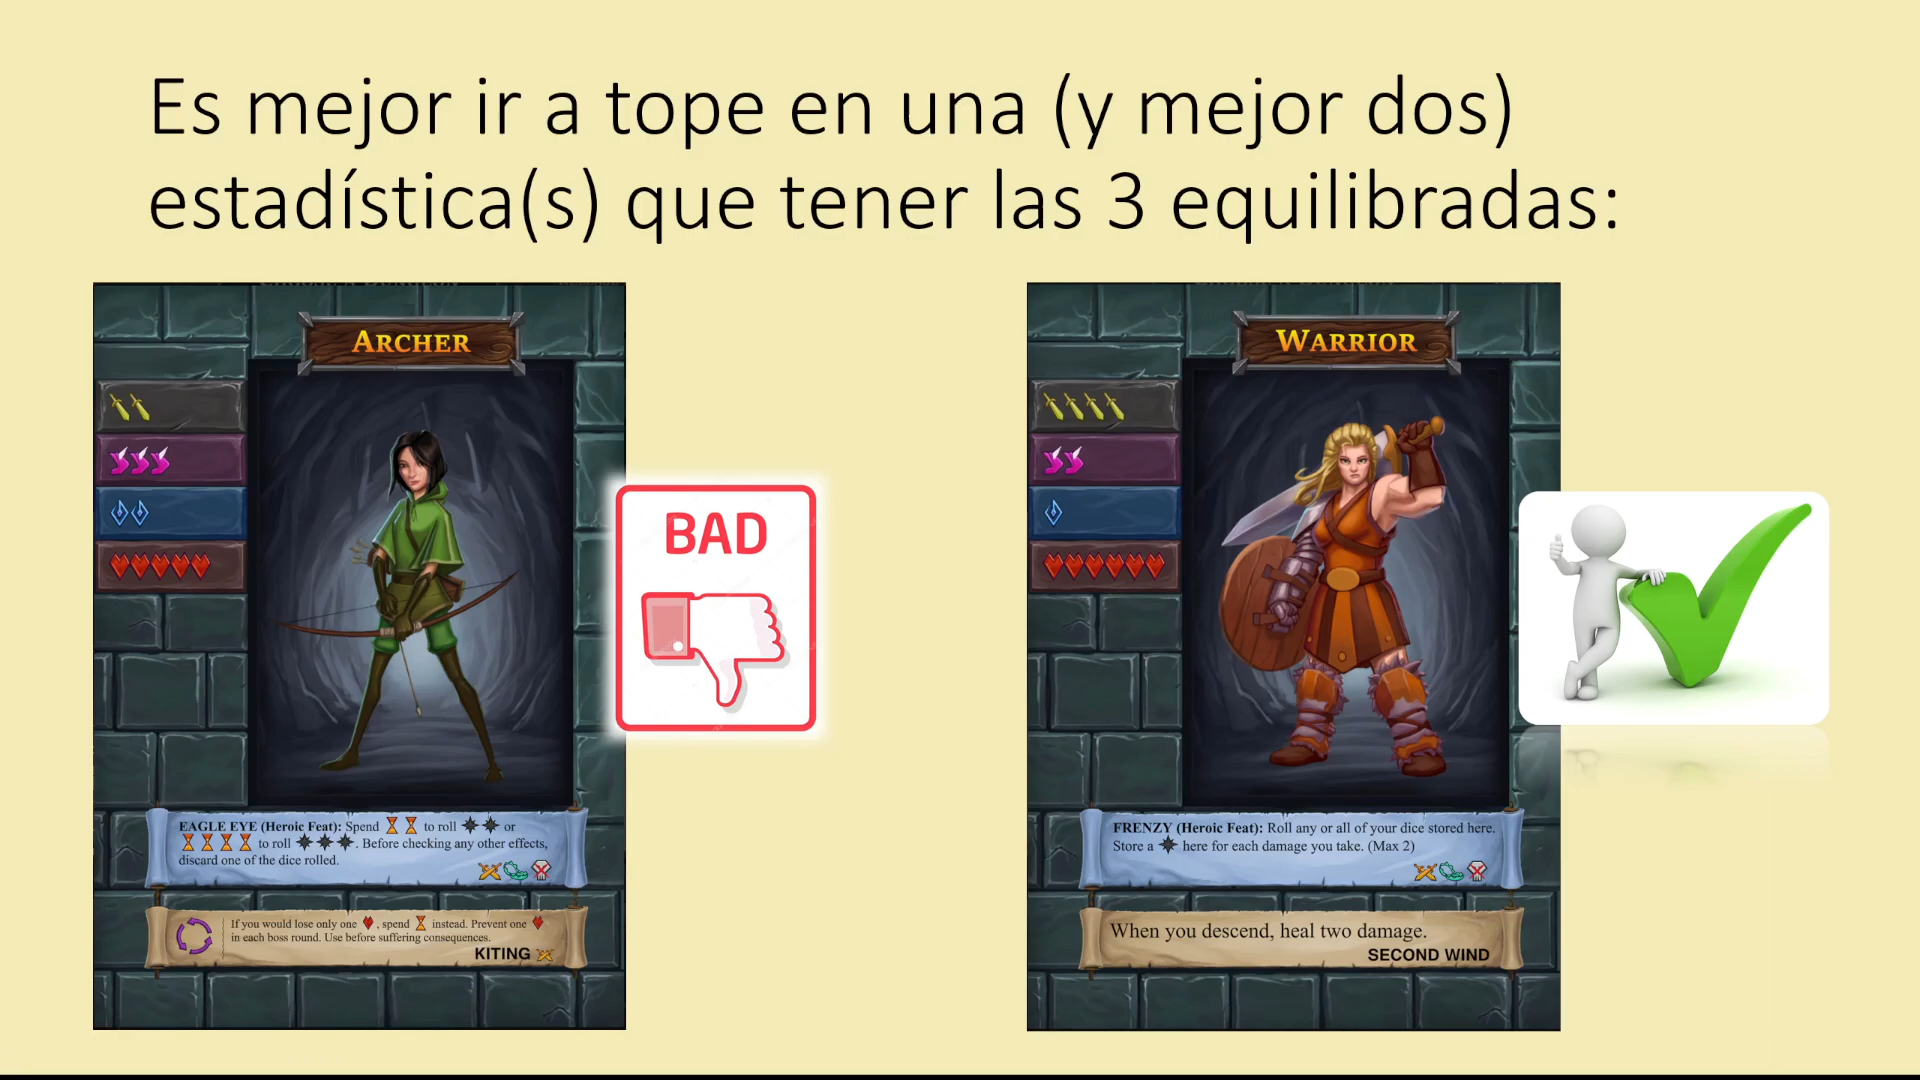 Es mejor ir a tope en una (y mejor dos)
estadística(s) que tener las 3 equilibradas:
ARCHER
EAGLE EYE (Heroic Feat): Spend to roll or
to roll . Before checking any other effects,
discard one of the dice rolled.
If you would lose only one , spend instead. Prevent one
in each boss round. Use before suffering consequences.
KITING
BAD
WARRIOR
FRENZY (Heroic Feat): Roll any or all of your dice stored here.
Store a here for each damage you take. (Max 2)
When you descend, heal two damage.
SECOND WIND